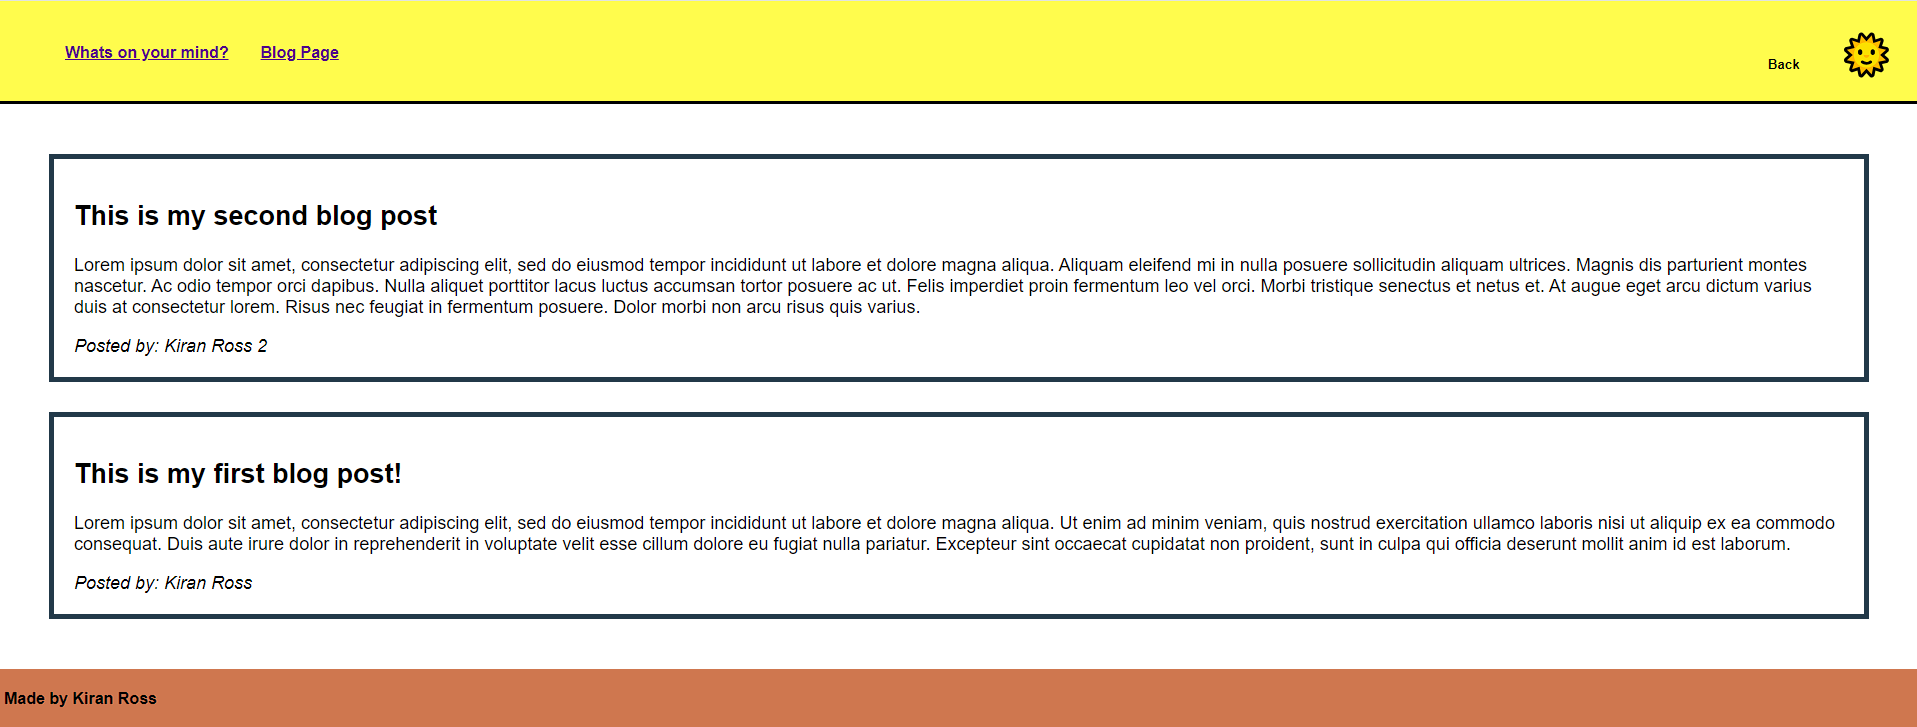 Whats on your mind? Blog Page
Back
This is my second blog post
Lorem ipsum dolor sit amet, consectetur adipiscing elit, sed do eiusmod tempor incididunt ut labore et dolore magna aliqua. Aliquam eleifend mi in nulla posuere sollicitudin aliquam ultrices. Magnis dis parturient montes
nascetur. Ac odio tempor orci dapibus. Nulla aliquet porttitor lacus luctus accumsan tortor posuere ac ut. Felis imperdiet proin fermentum leo vel orci. Morbi tristique senectus et netus et. At augue eget arcu dictum varius
duis at consectetur lorem. Risus nec feugiat in fermentum posuere. Dolor morbi non arcu risus quis varius.
Posted by: Kiran Ross 2
This is my first blog post!
Lorem ipsum dolor sit amet, consectetur adipiscing elit, sed do eiusmod tempor incididunt ut labore et dolore magna aliqua. Ut enim ad minim veniam, quis nostrud exercitation ullamco laboris nisi ut aliquip ex ea commodo
consequat. Duis aute irure dolor in reprehenderit in voluptate velit esse cillum dolore eu fugiat nulla pariatur. Excepteur sint occaecat cupidatat non proident, sunt in culpa qui officia deserunt mollit anim id est laborum.
Posted by: Kiran Ross
Made by Kiran Ross